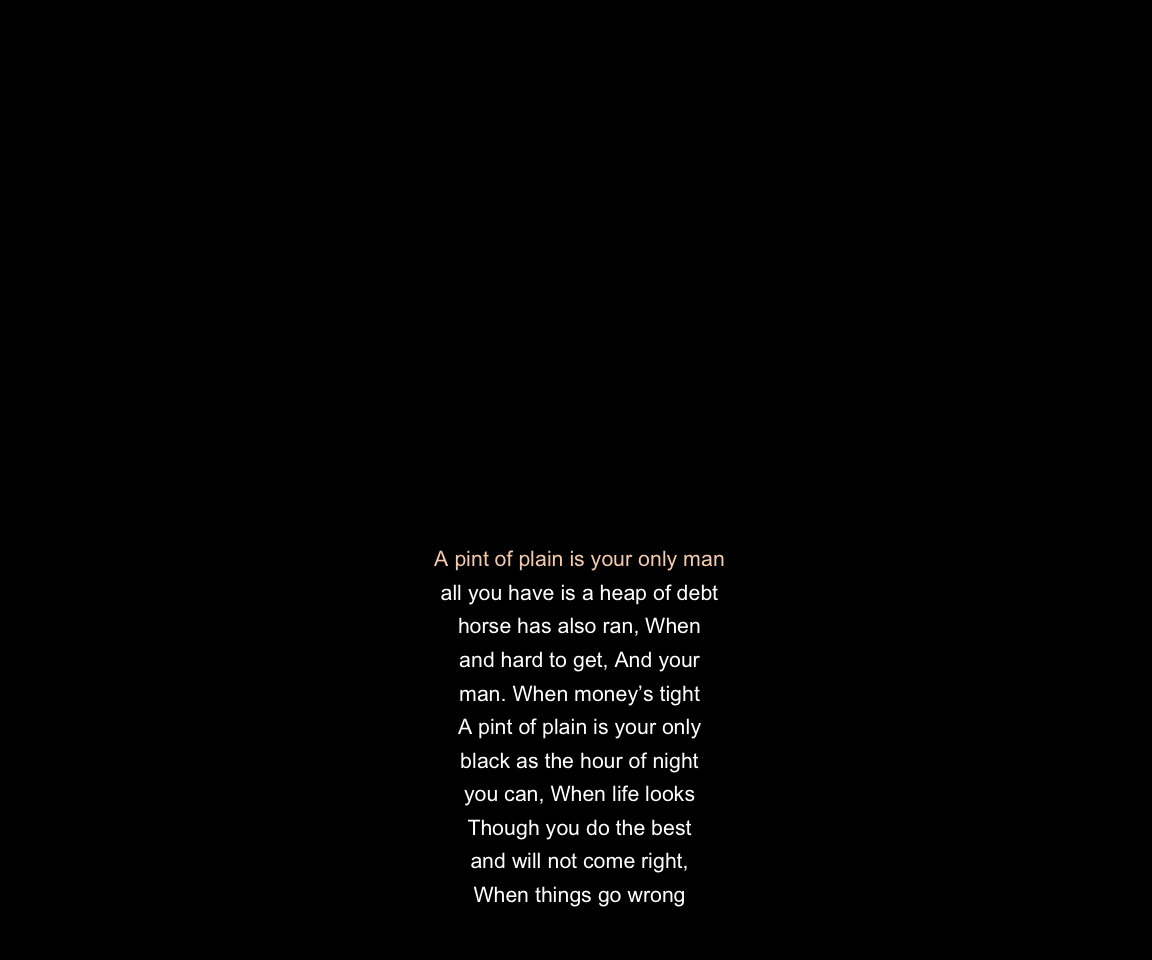 A pint of plain is your only man
all you have is a heap of debt
horse has also ran, When
and hard to get, And your
man. When money’s tight
A pint of plain is your only
black as the hour of night
you can, When life looks
Though you do the best
and will not come right,
When things go wrong